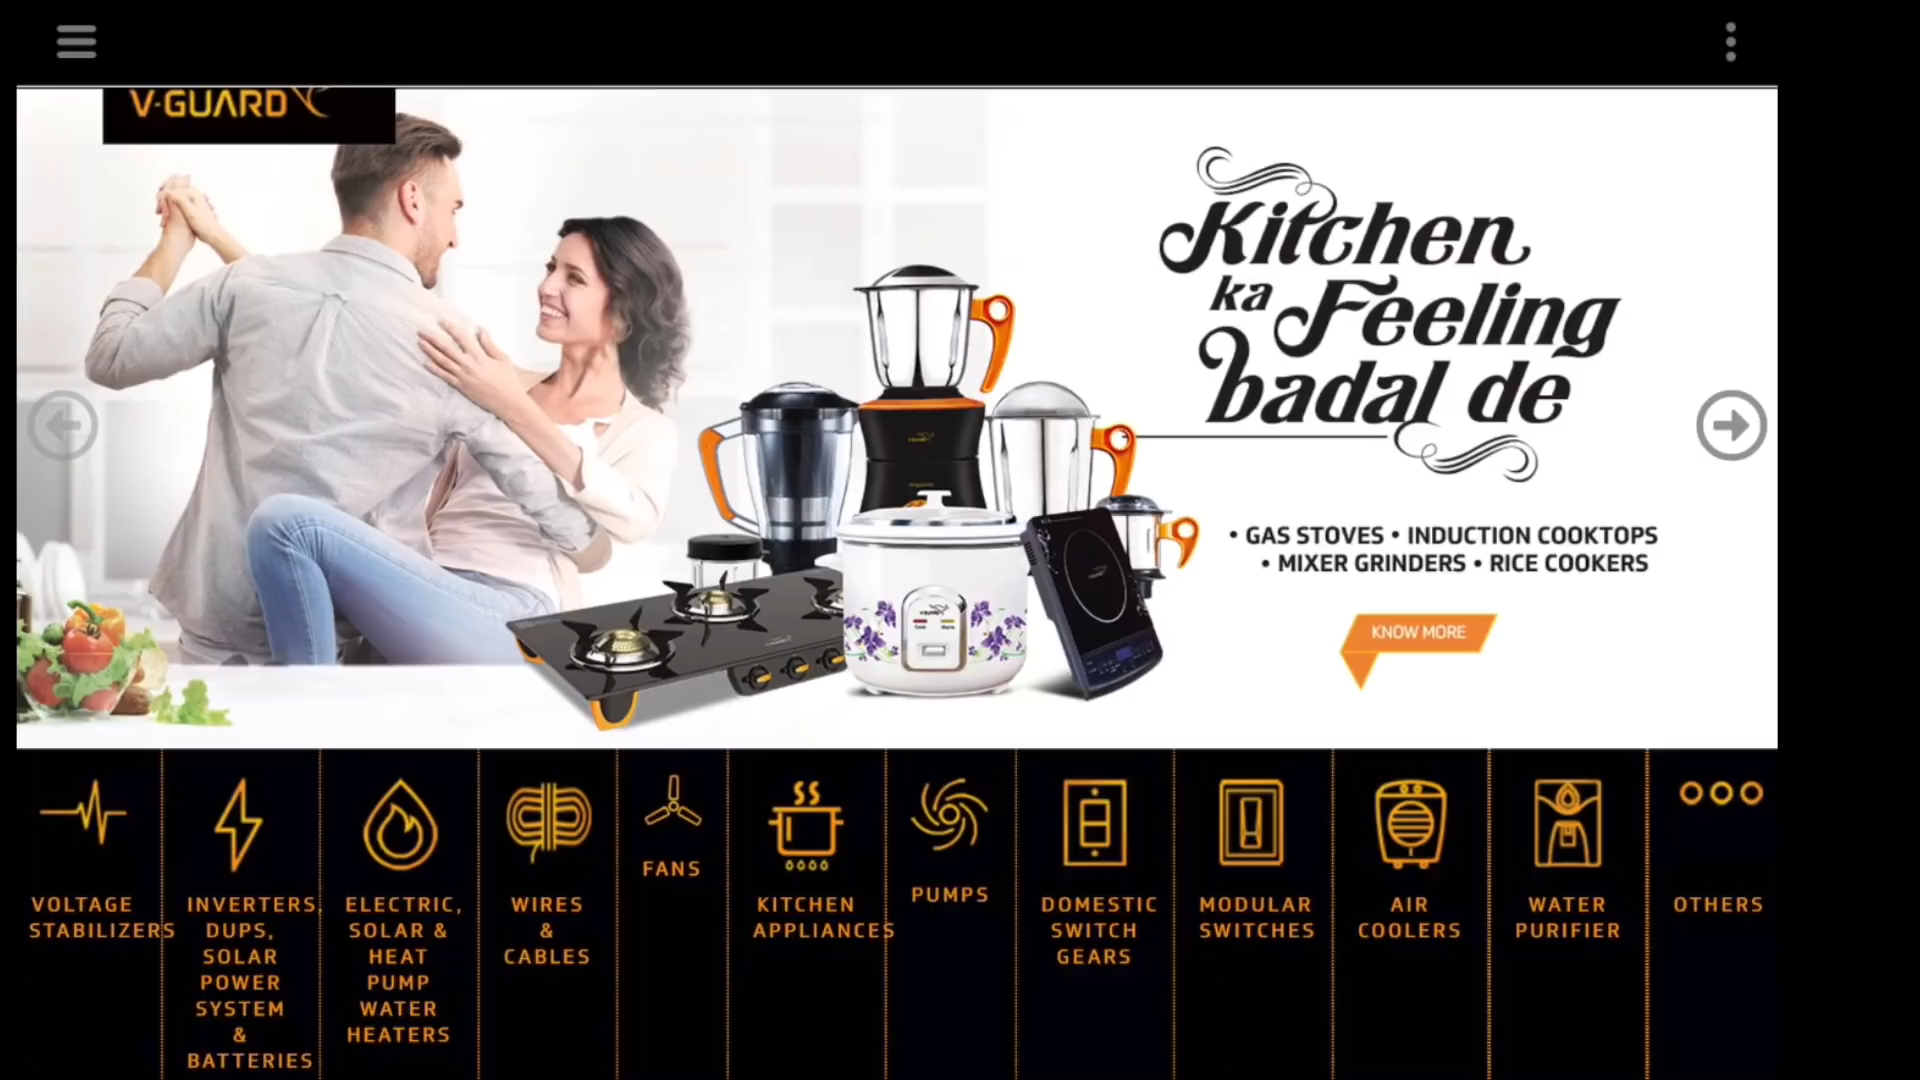 V-GUARD
Kitchen
ka Feeling
badal de
• GAS STOVES • INDUCTION COOKTOPS
• MIXER GRINDERS • RICE COOKERS
KNOW MORE
VOLTAGE
STABILIZERS
INVERTERS,
DUPS,
SOLAR
POWER
SYSTEM
&
BATTERIES
ELECTRIC,
SOLAR &
HEAT
PUMP
WATER
HEATERS
WIRES
&
CABLES
FANS
KITCHEN
APPLIANCES
PUMPS
DOMESTIC
SWITCH
GEARS
MODULAR
SWITCHES
AIR
COOLERS
WATER
PURIFIER
OTHERS